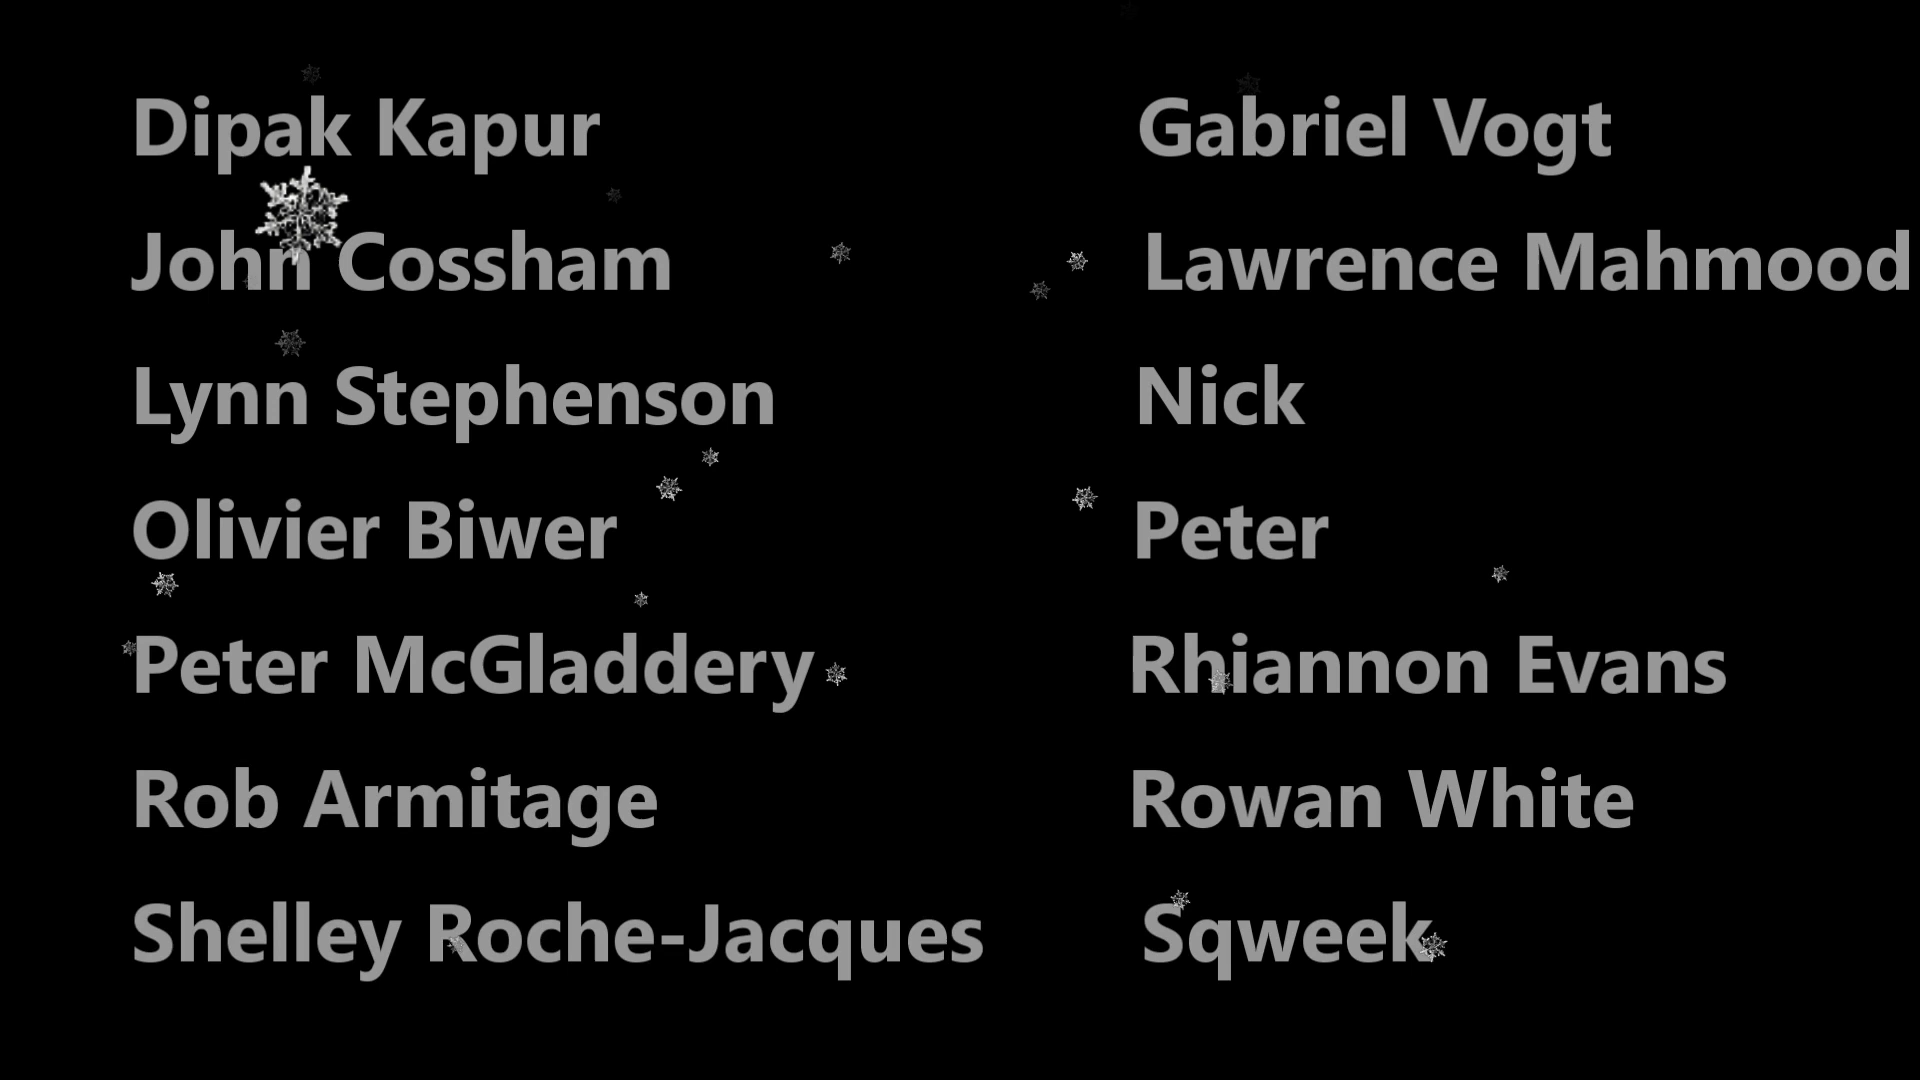 Dipak Kapur
John Cossham
Lynn Stephenson
Olivier Biwer
Peter McGladdery
Rob Armitage
Shelley Roche-Jacques
Gabriel Vogt
Lawrence Mahmood
Nick
Peter
Rhiannon Evans
Rowan White
Sqweek